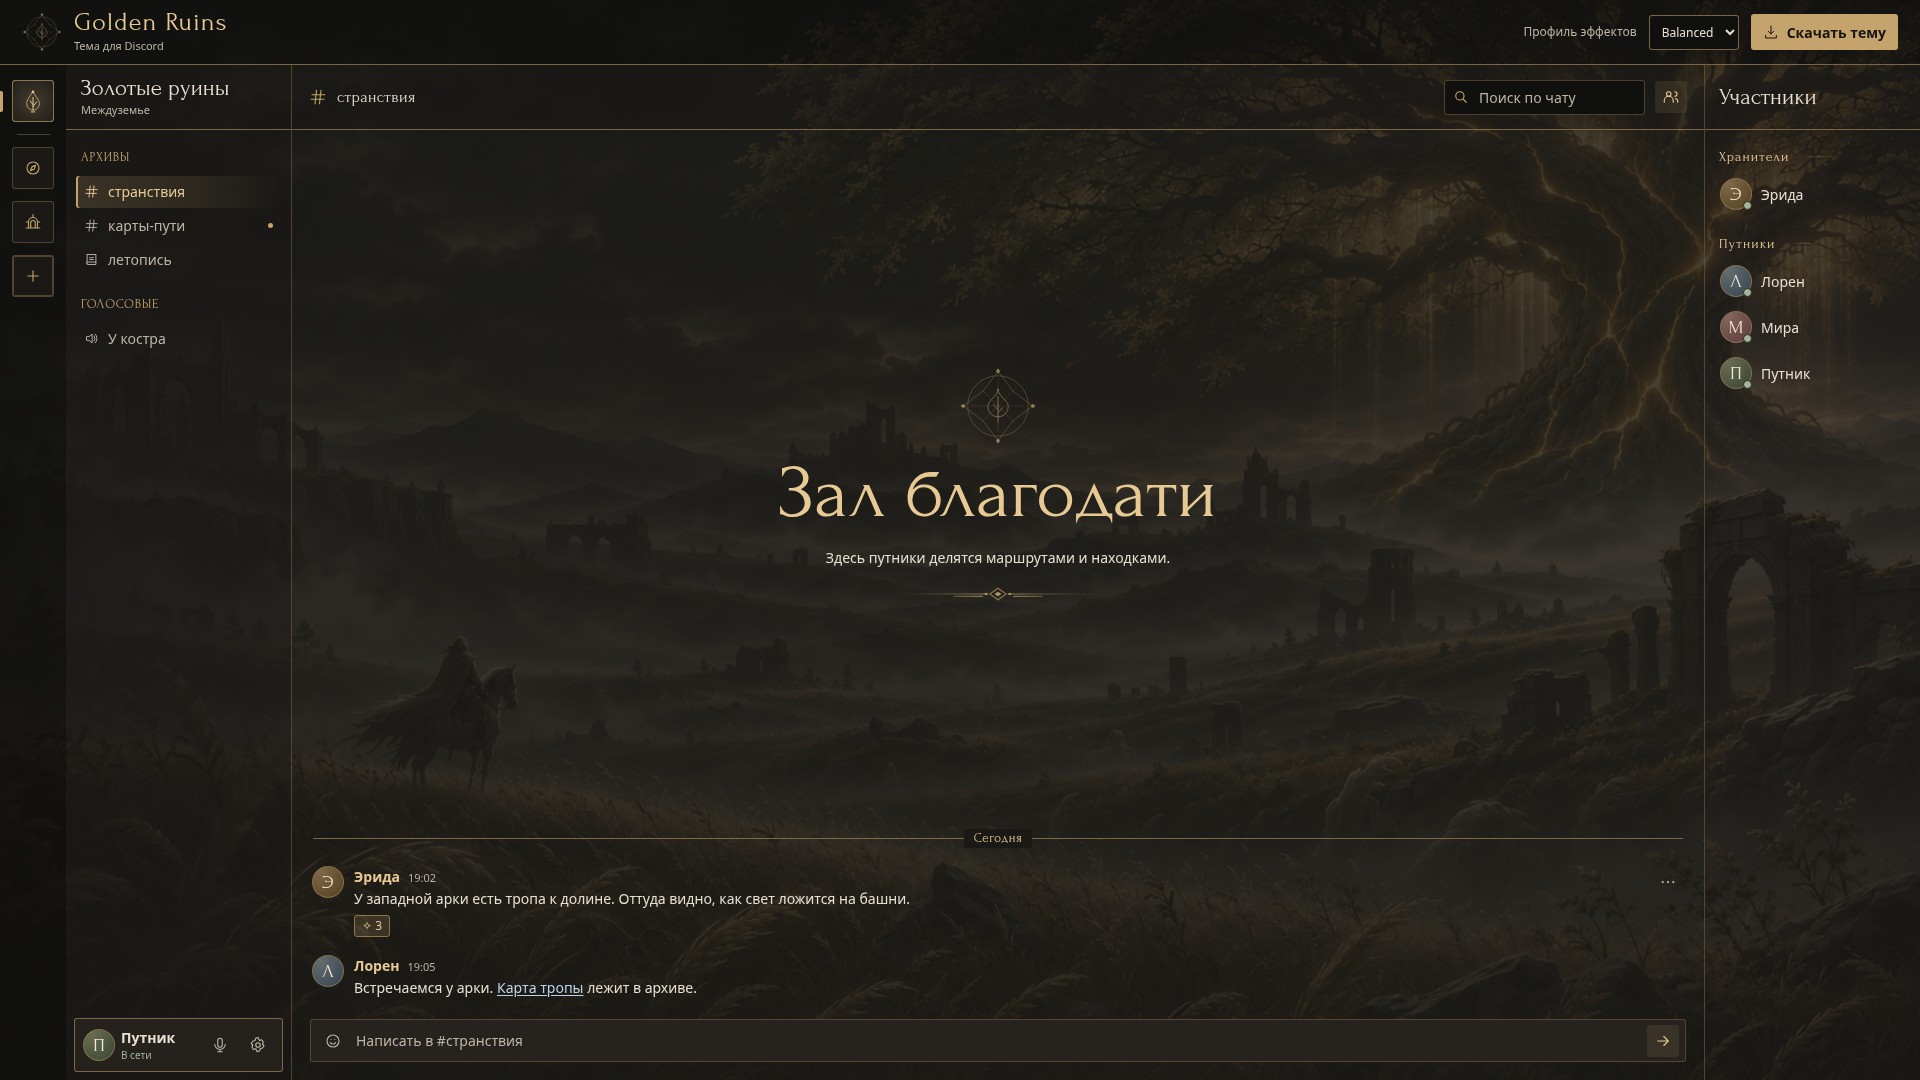 Golden Ruins
Тема для Discord
Профиль эффектов
Balanced
Скачать тему
Золотые руины
Междуземье
# странствия
Поиск по чату
Участники
АРХИВЫ
# странствия
# карты-пути
летопись
ГОЛОСОВЫЕ
У костра
Зал благодати
Здесь путники делятся маршрутами и находками.
Сегодня
Э
Эрида 19:02
У западной арки есть тропа к долине. Оттуда видно, как свет ложится на башни.
✧ 3
...
Л
Лорен 19:05
Встречаемся у арки. Карта тропы лежит в архиве.
Написать в #странствия
П
Путник
В сети
Хранители
Э
Эрида
Путники
Л
Лорен
М
Мира
П
Путник